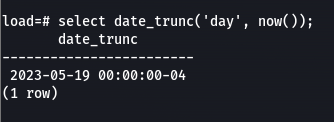 load=# select date_trunc('day', now());
date_trunc
------------------------
2023-05-19 00:00:00-04
(1 row)